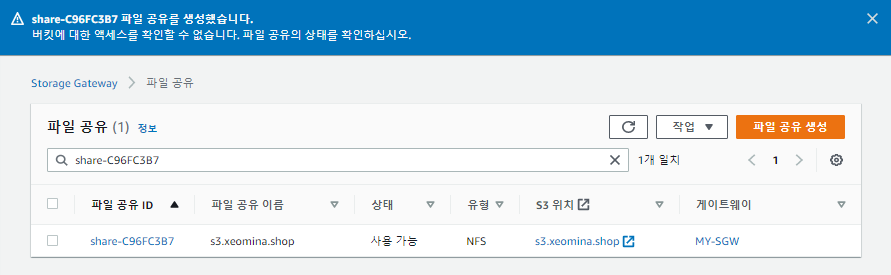 share-C96FC3B7 파일 공유를 생성했습니다.
버킷에 대한 액세스를 확인할 수 없습니다. 파일 공유의 상태를 확인하십시오.
Storage Gateway > 파일 공유
파일 공유 (1) 정보
작업
파일 공유 생성
share-C96FC3B7
1개 일치
1
파일 공유 ID 파일 공유 이름 상태 유형 S3 위치 게이트웨이
share-C96FC3B7 s3.xeomina.shop 사용 가능 NFS s3.xeomina.shop MY-SGW